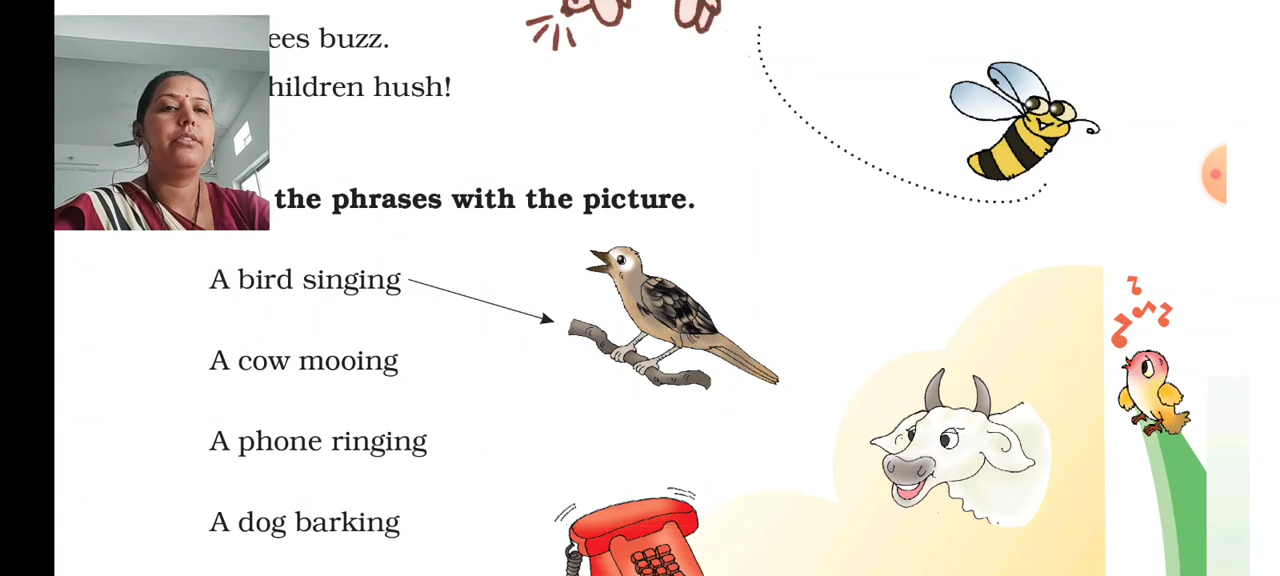 ees buzz.
hildren hush!
the phrases with the picture.
A bird singing
A cow mooing
A phone ringing
A dog barking